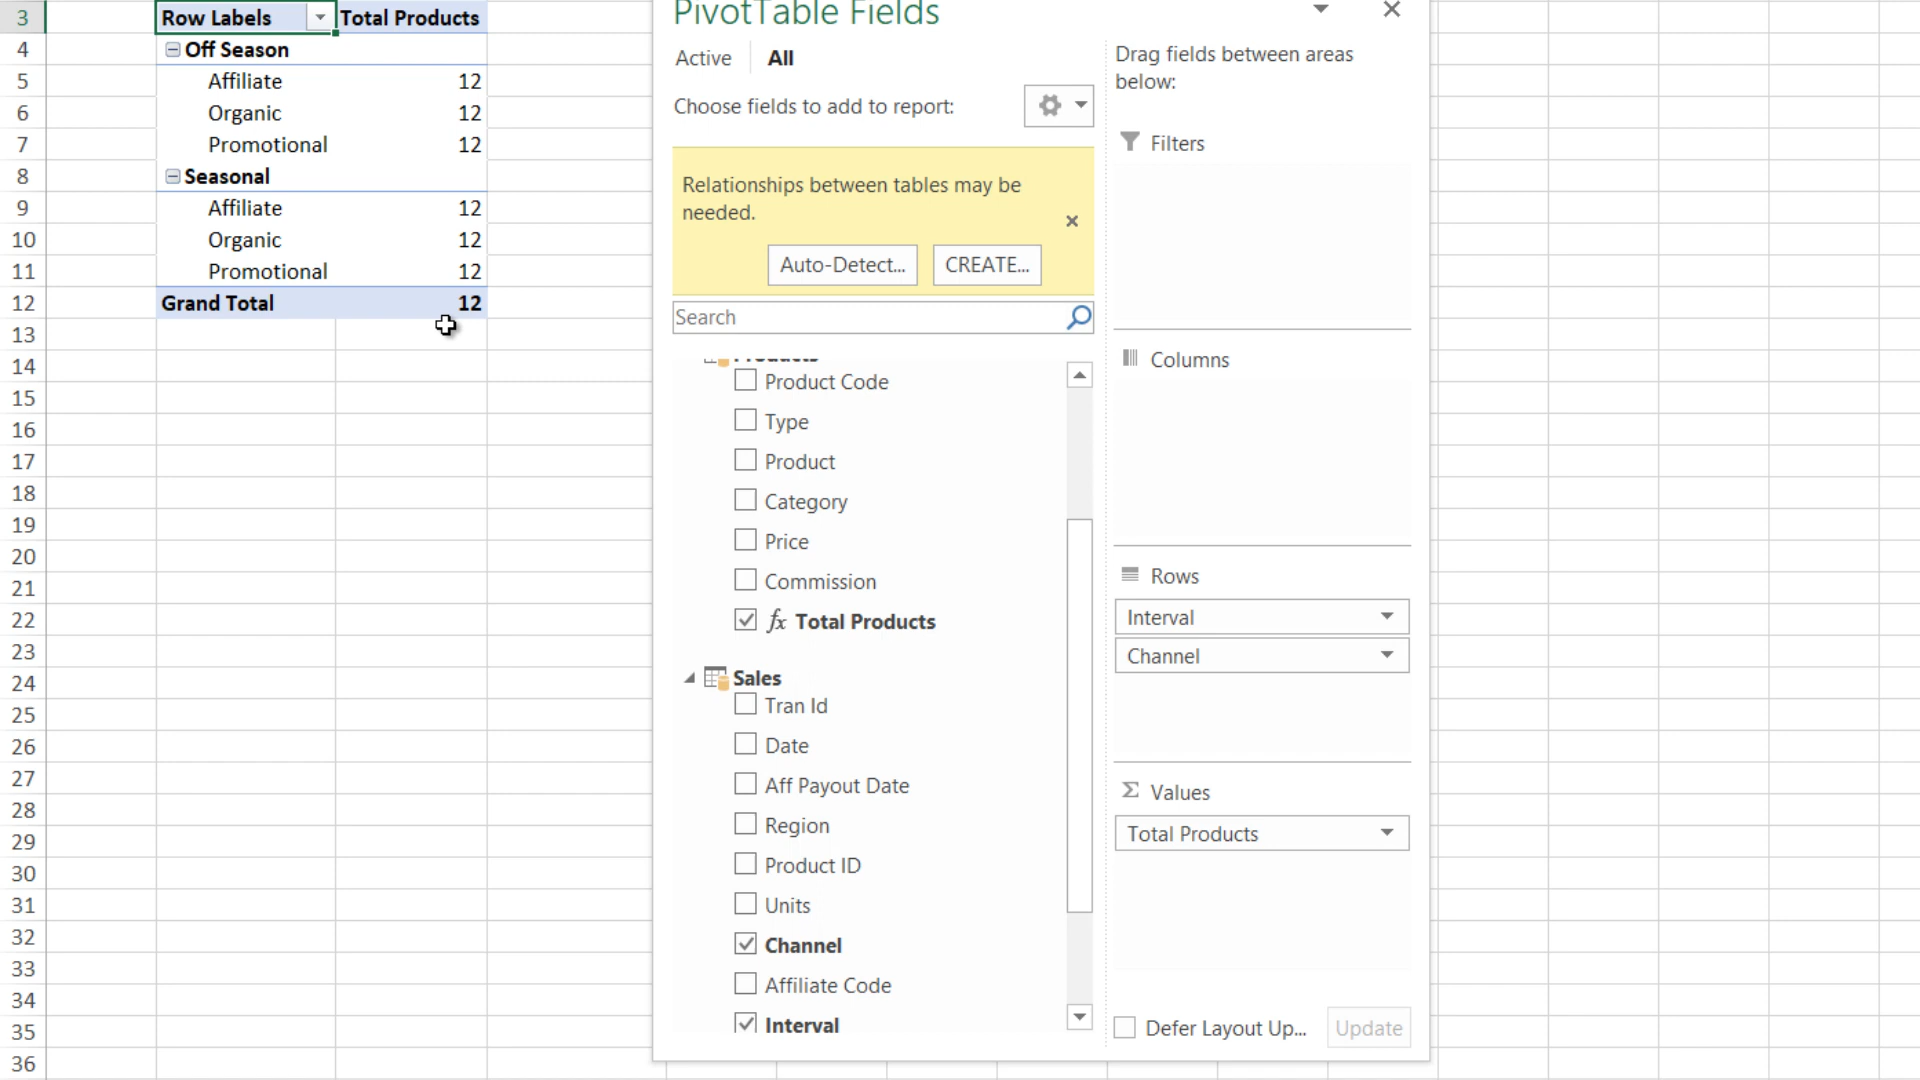 3 Row Labels Total Products
4 Off Season
5 Affiliate 12
6 Organic 12
7 Promotional 12
8 Seasonal
9 Affiliate 12
10 Organic 12
11 Promotional 12
12 Grand Total 12
13
14
15
16
17
18
19
20
21
22
23
24
25
26
27
28
29
30
31
32
33
34
35
36
PivotTable Fields
Active All
Choose fields to add to report:
Relationships between tables may be
needed.
Auto-Detect... CREATE...
Search
Products
Product Code
Type
Product
Category
Price
Commission
fx Total Products
Sales
Tran Id
Date
Aff Payout Date
Region
Product ID
Units
Channel
Affiliate Code
Interval
Drag fields between areas
below:
Filters
Columns
Rows
Interval
Channel
Σ Values
Total Products
Defer Layout Up... Update